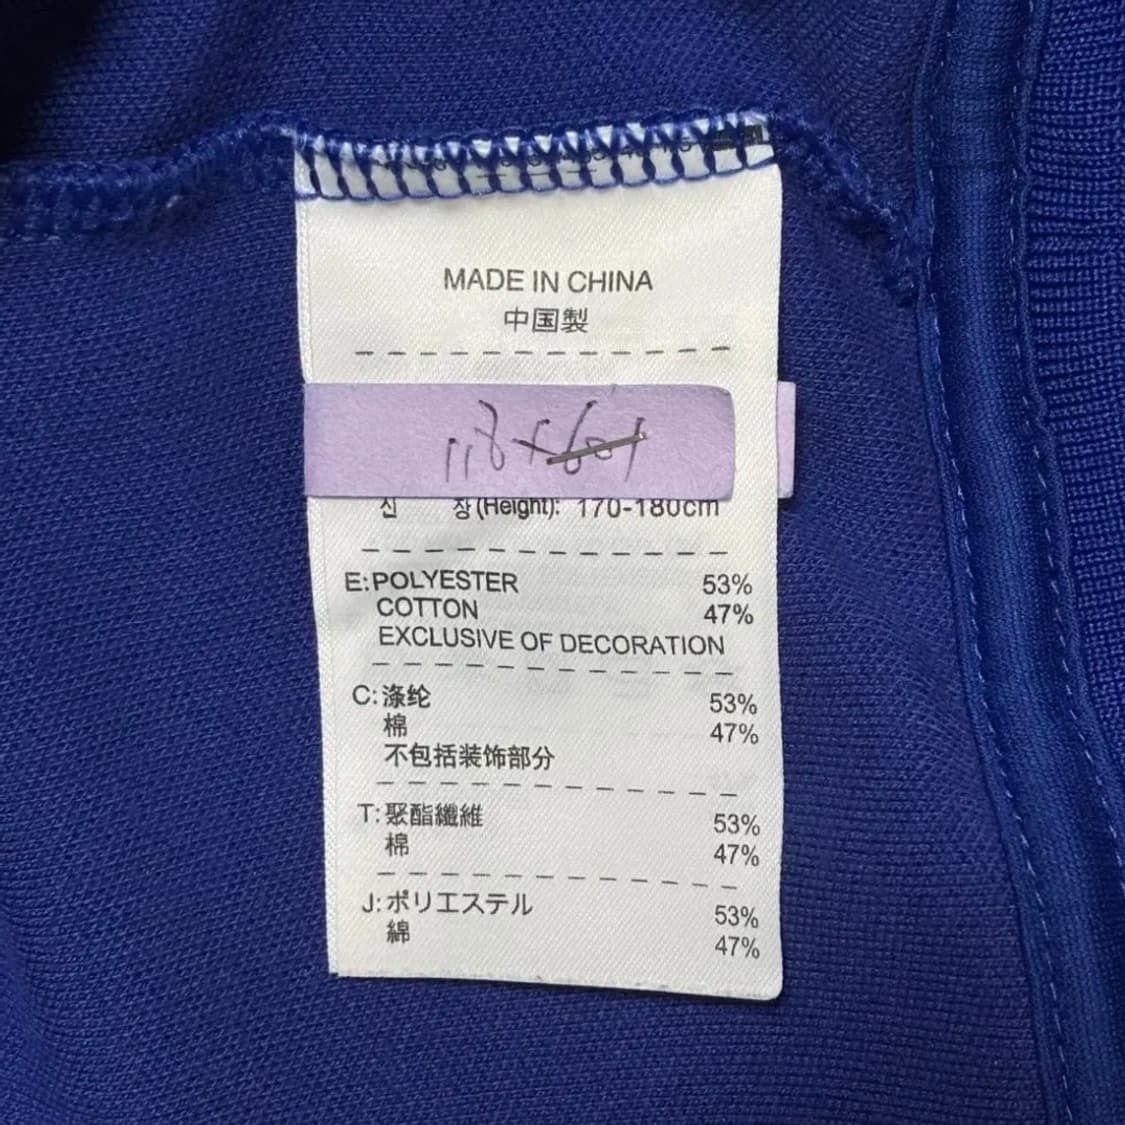 MADE IN CHINA
中国製
신 장 (Height): 170-180cm
E: POLYESTER 53%
COTTON 47%
EXCLUSIVE OF DECORATION
C: 涤纶 53%
棉 47%
不包括装饰部分
T: 聚酯纖維 53%
棉 47%
J: ポリエステル 53%
綿 47%